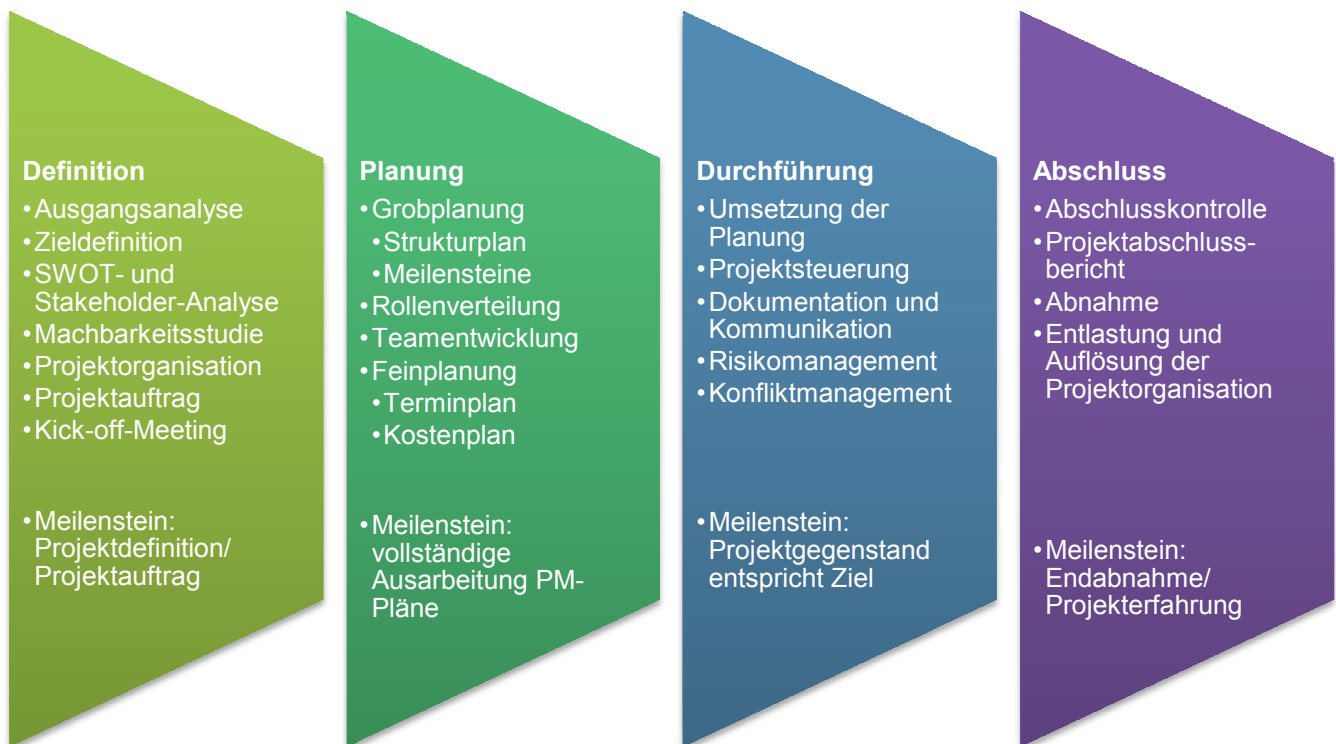 Definition
•Ausgangsanalyse
•Zieldefinition
•SWOT- und
Stakeholder-Analyse
•Machbarkeitsstudie
•Projektorganisation
•Projektauftrag
•Kick-off-Meeting
•Meilenstein:
Projektdefinition/
Projektauftrag
Planung
•Grobplanung
•Strukturplan
•Meilensteine
•Rollenverteilung
•Teamentwicklung
•Feinplanung
•Terminplan
•Kostenplan
•Meilenstein:
vollständige
Ausarbeitung PM-
Pläne
Durchführung
•Umsetzung der
Planung
•Projektsteuerung
•Dokumentation und
Kommunikation
•Risikomanagement
•Konfliktmanagement
•Meilenstein:
Projektgegenstand
entspricht Ziel
Abschluss
•Abschlusskontrolle
•Projektabschluss-
bericht
•Abnahme
•Entlastung und
Auflösung der
Projektorganisation
•Meilenstein:
Endabnahme/
Projekterfahrung